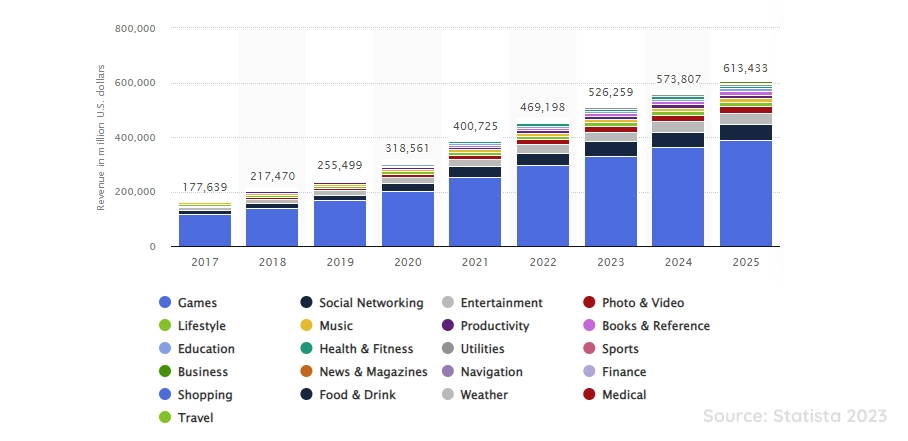 800,000
600,000
400,000
200,000
0
Revenue in million U.S. dollars
177,639
217,470
255,499
318,561
400,725
469,198
526,259
573,807
613,433
2017 2018 2019 2020 2021 2022 2023 2024 2025
Games Social Networking Entertainment Photo & Video
Lifestyle Music Productivity Books & Reference
Education Health & Fitness Utilities Sports
Business News & Magazines Navigation Finance
Shopping Food & Drink Weather Medical
Travel
Source: Statista 2023